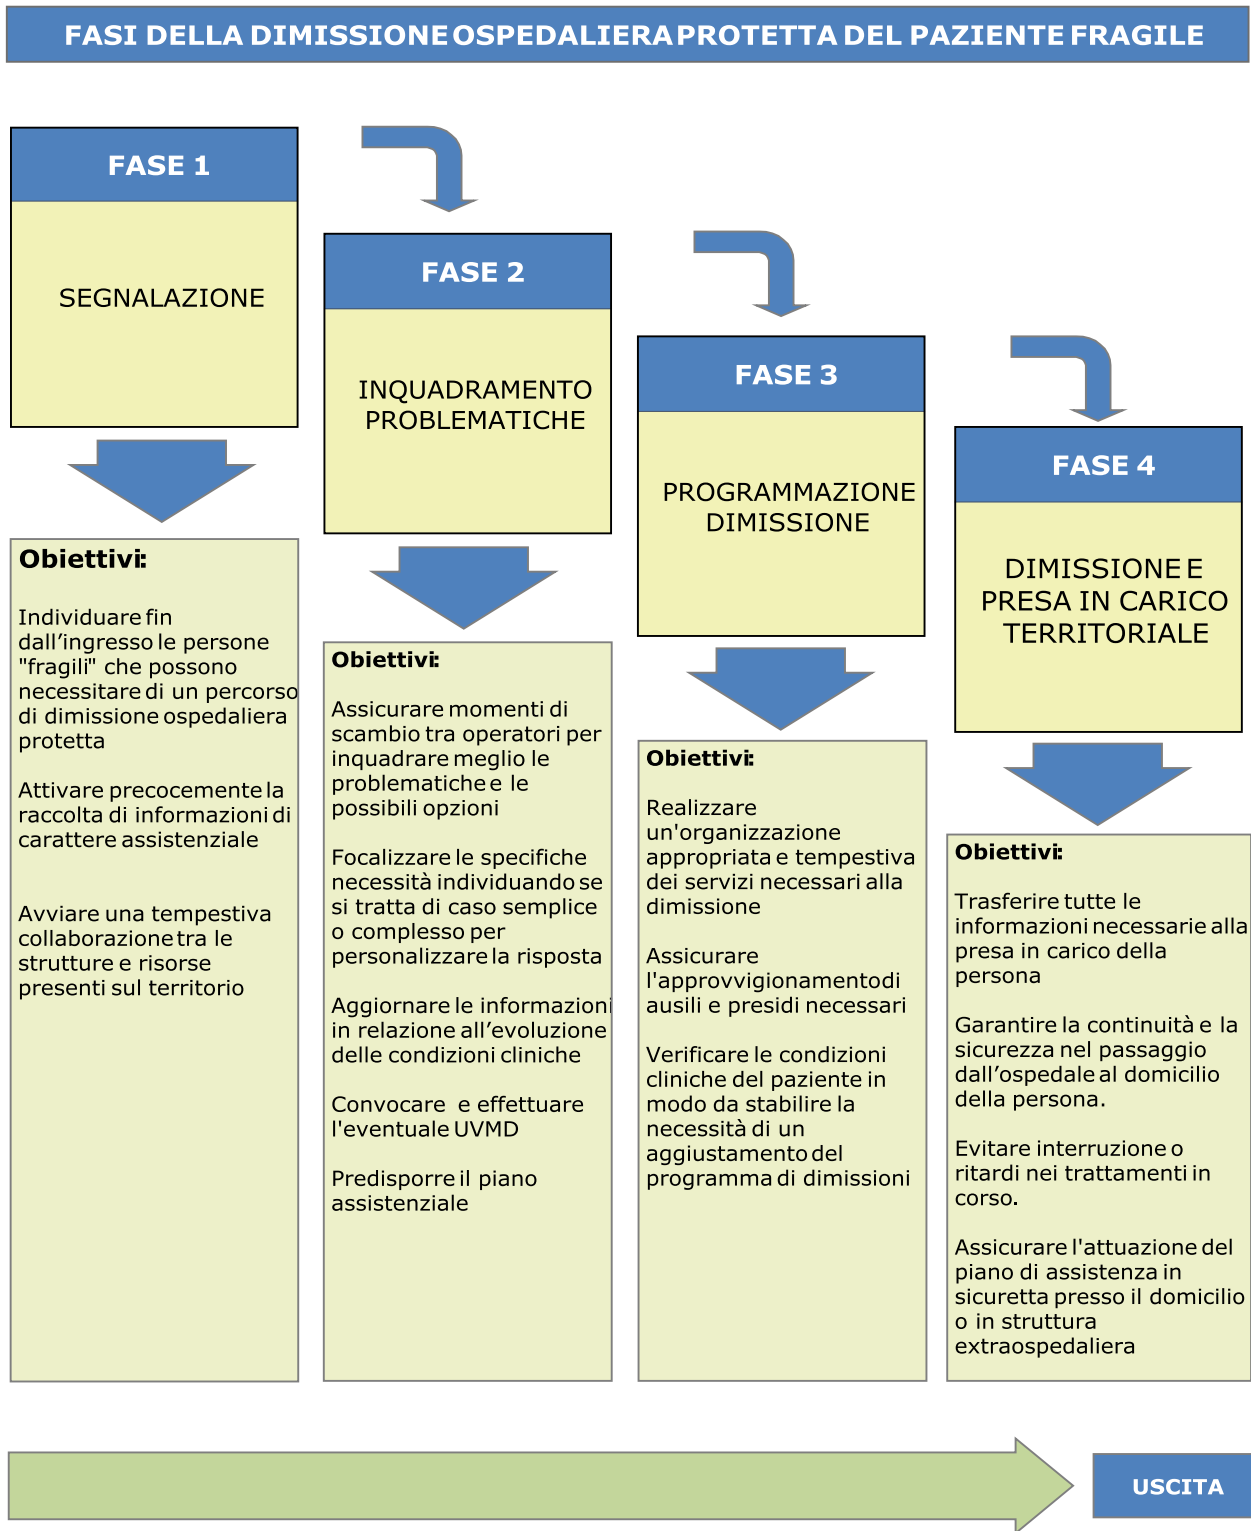 FASI DELLA DIMISSIONE OSPEDALIERA PROTETTA DEL PAZIENTE FRAGILE
FASE 1
SEGNALAZIONE
Obiettivi:
Individuare fin
dall’ingresso le persone
"fragili" che possono
necessitare di un percorso
di dimissione ospedaliera
protetta
Attivare precocemente la
raccolta di informazioni di
carattere assistenziale
Avviare una tempestiva
collaborazione tra le
strutture e risorse
presenti sul territorio
FASE 2
INQUADRAMENTO
PROBLEMATICHE
Obiettivi:
Assicurare momenti di
scambio tra operatori per
inquadrare meglio le
problematiche e le
possibili opzioni
Focalizzare le specifiche
necessità individuando se
si tratta di caso semplice
o complesso per
personalizzare la risposta
Aggiornare le informazioni
in relazione all’evoluzione
delle condizioni cliniche
Convocare e effettuare
l'eventuale UVMD
Predisporre il piano
assistenziale
FASE 3
PROGRAMMAZIONE
DIMISSIONE
Obiettivi:
Realizzare
un'organizzazione
appropriata e tempestiva
dei servizi necessari alla
dimissione
Assicurare
l'approvvigionamento di
ausili e presidi necessari
Verificare le condizioni
cliniche del paziente in
modo da stabilire la
necessità di un
aggiustamento del
programma di dimissioni
FASE 4
DIMISSIONE E
PRESA IN CARICO
TERRITORIALE
Obiettivi:
Trasferire tutte le
informazioni necessarie alla
presa in carico della
persona
Garantire la continuità e la
sicurezza nel passaggio
dall’ospedale al domicilio
della persona.
Evitare interruzione o
ritardi nei trattamenti in
corso.
Assicurare l'attuazione del
piano di assistenza in
sicuretta presso il domicilio
o in struttura
extraospedaliera
USCITA